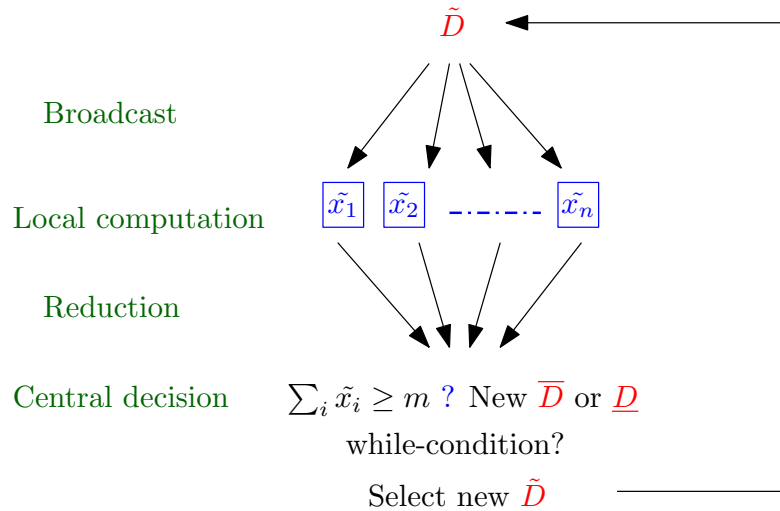 D̃
Broadcast
Local computation x̃₁ x̃₂ x̃ₙ
Reduction
Central decision ∑ᵢ x̃ᵢ ≥ m ? New D̅ or D̲
while-condition?
Select new D̃